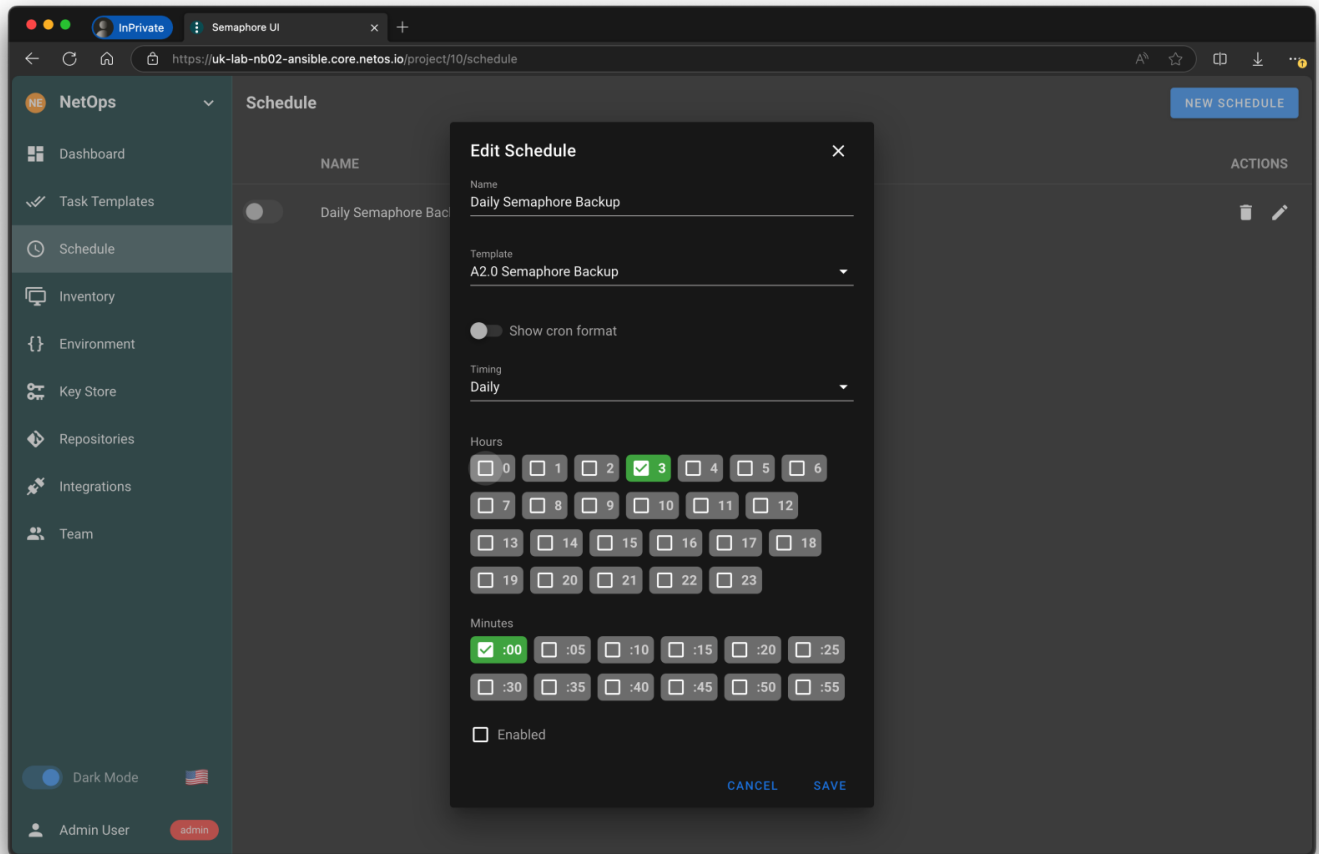 InPrivate
Semaphore UI
https://uk-lab-nb02-ansible.core.netos.io/project/10/schedule
NE NetOps
Schedule
NEW SCHEDULE
Dashboard
Task Templates
Schedule
Inventory
Environment
Key Store
Repositories
Integrations
Team
Dark Mode
Admin User admin
NAME ACTIONS
Daily Semaphore Bac
Edit Schedule
Name
Daily Semaphore Backup
Template
A2.0 Semaphore Backup
Show cron format
Timing
Daily
Hours
0 1 2 3 4 5 6
7 8 9 10 11 12
13 14 15 16 17 18
19 20 21 22 23
Minutes
:00 :05 :10 :15 :20 :25
:30 :35 :40 :45 :50 :55
Enabled
CANCEL SAVE